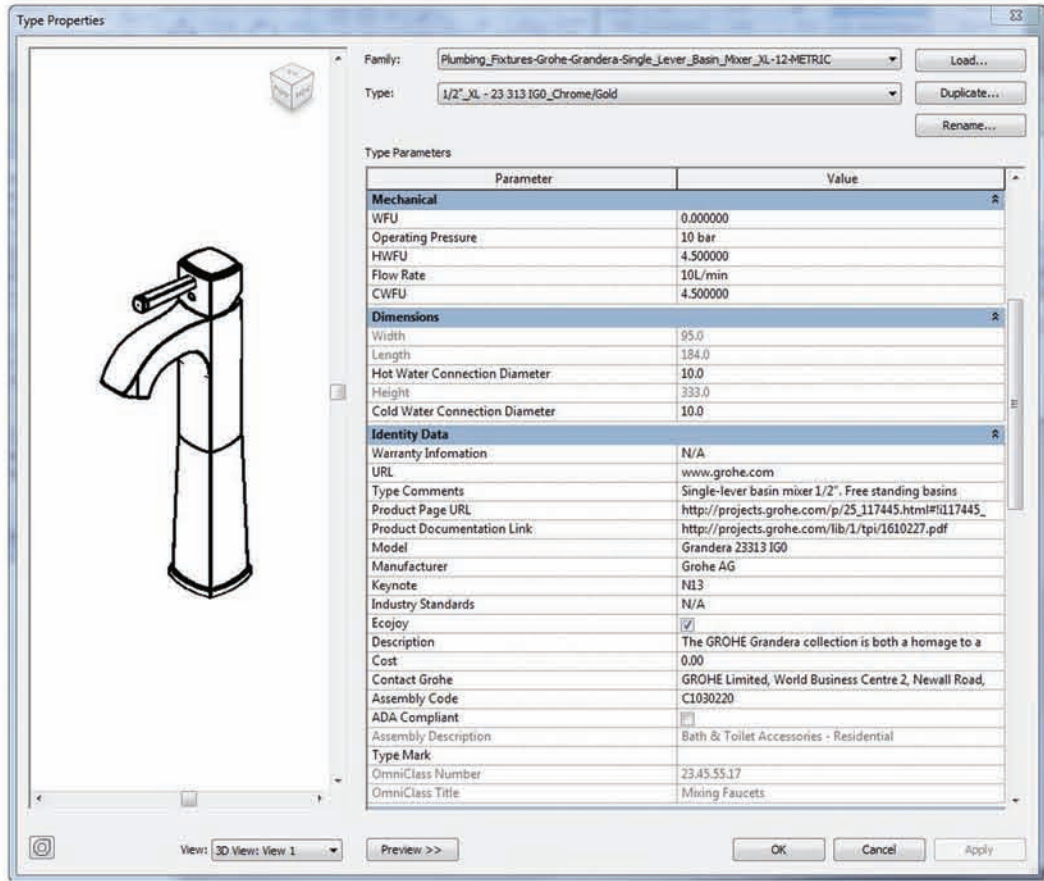 Type Properties
Family: Plumbing_Fixtures-Grohe-Grandera-Single_Lever_Basin_Mixer_XL-12-METRIC Load...
Type: 1/2"_XL - 23 313 IG0_Chrome/Gold Duplicate...
Rename...
Type Parameters
Parameter Value
Mechanical
WFU 0.000000
Operating Pressure 10 bar
HWFU 4.500000
Flow Rate 10L/min
CWFU 4.500000
Dimensions
Width 95.0
Length 184.0
Hot Water Connection Diameter 10.0
Height 333.0
Cold Water Connection Diameter 10.0
Identity Data
Warranty Infomation N/A
URL www.grohe.com
Type Comments Single-lever basin mixer 1/2". Free standing basins
Product Page URL http://projects.grohe.com/p/25_117445.html#!i117445_
Product Documentation Link http://projects.grohe.com/lib/1/tpi/1610227.pdf
Model Grandera 23313 IG0
Manufacturer Grohe AG
Keynote N13
Industry Standards N/A
Ecojoy
Description The GROHE Grandera collection is both a homage to a
Cost 0.00
Contact Grohe GROHE Limited, World Business Centre 2, Newall Road,
Assembly Code C1030220
ADA Compliant
Assembly Description Bath & Toilet Accessories - Residential
Type Mark
OmniClass Number 23.45.55.17
OmniClass Title Mixing Faucets
View: 3D View: View 1 Preview >> OK Cancel Apply